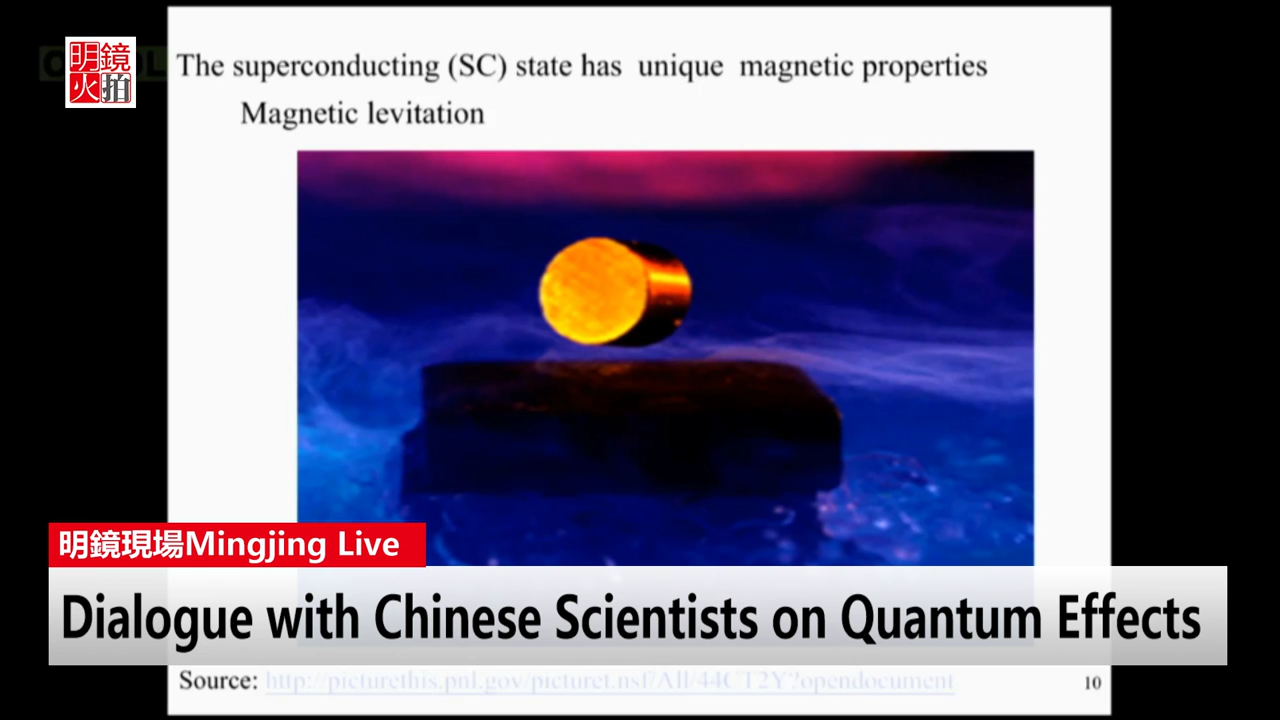 明鏡
火拍
The superconducting (SC) state has unique magnetic properties
Magnetic levitation
明鏡現場Mingjing Live
Dialogue with Chinese Scientists on Quantum Effects
Source: http://picturethis.pnl.gov/picturet.nsf/All/44CT2Y?opendocument
10